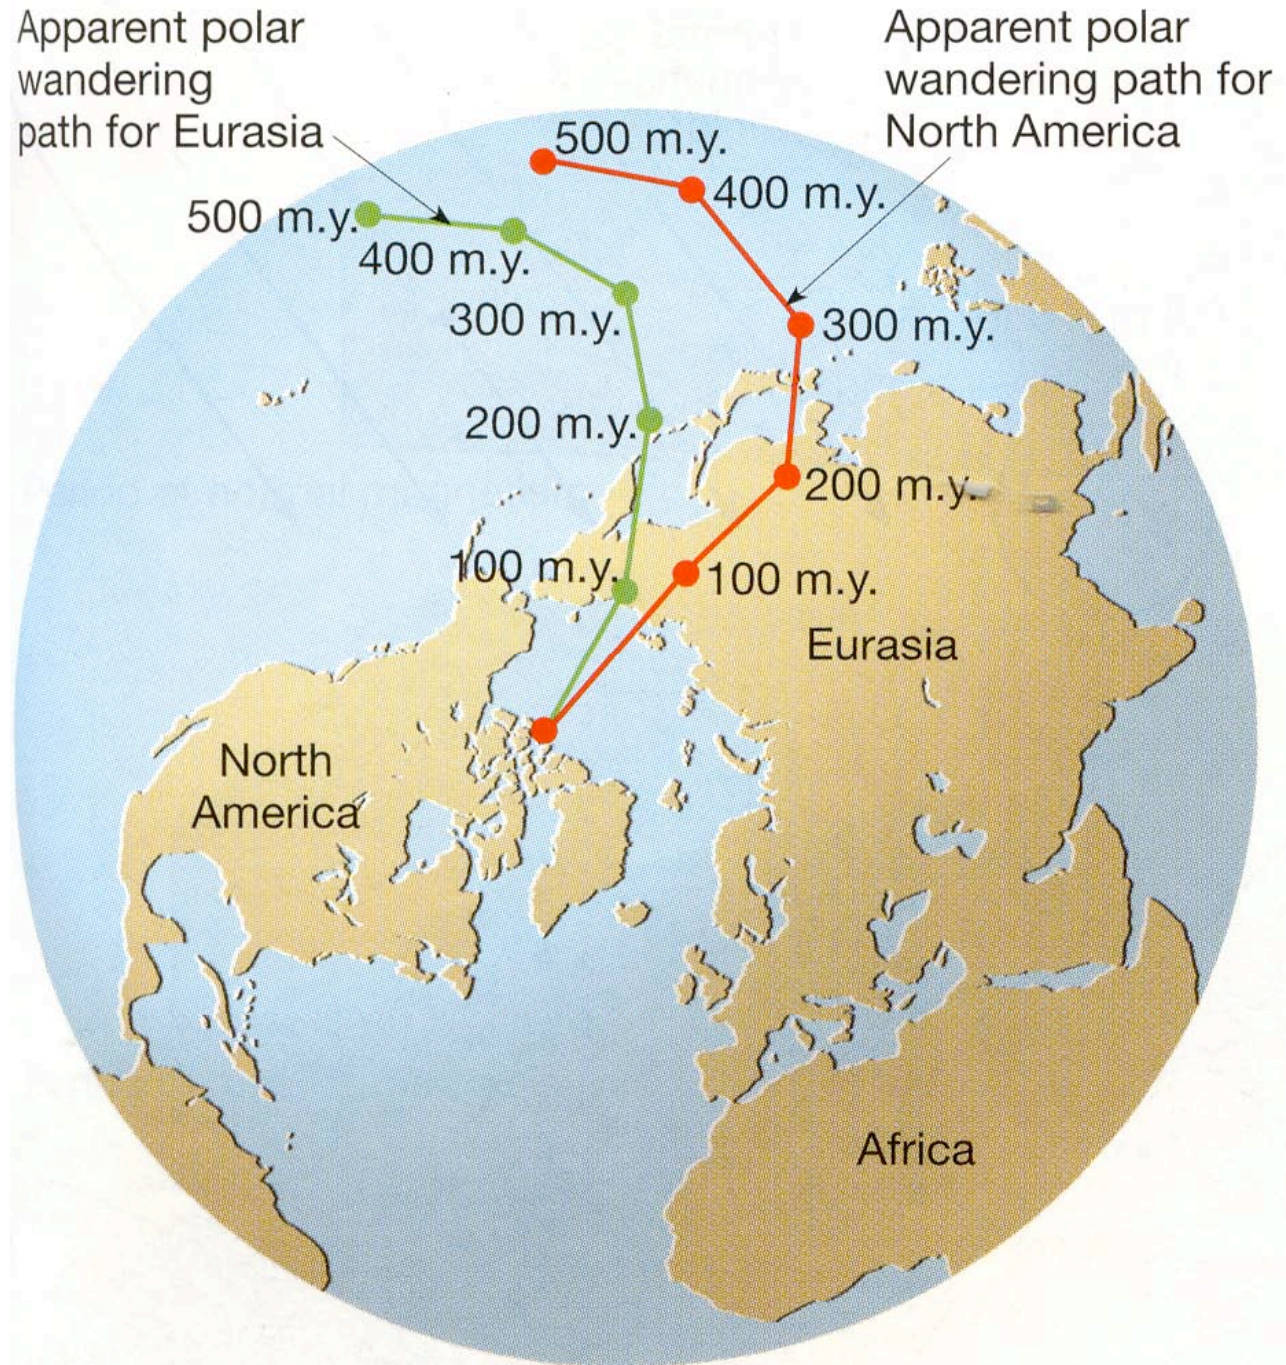 Apparent polar
wandering
path for Eurasia
Apparent polar
wandering path for
North America
500 m.y.
400 m.y.
500 m.y.
400 m.y.
300 m.y.
300 m.y.
200 m.y.
200 m.y.
100 m.y.
100 m.y.
Eurasia
North
America
Africa